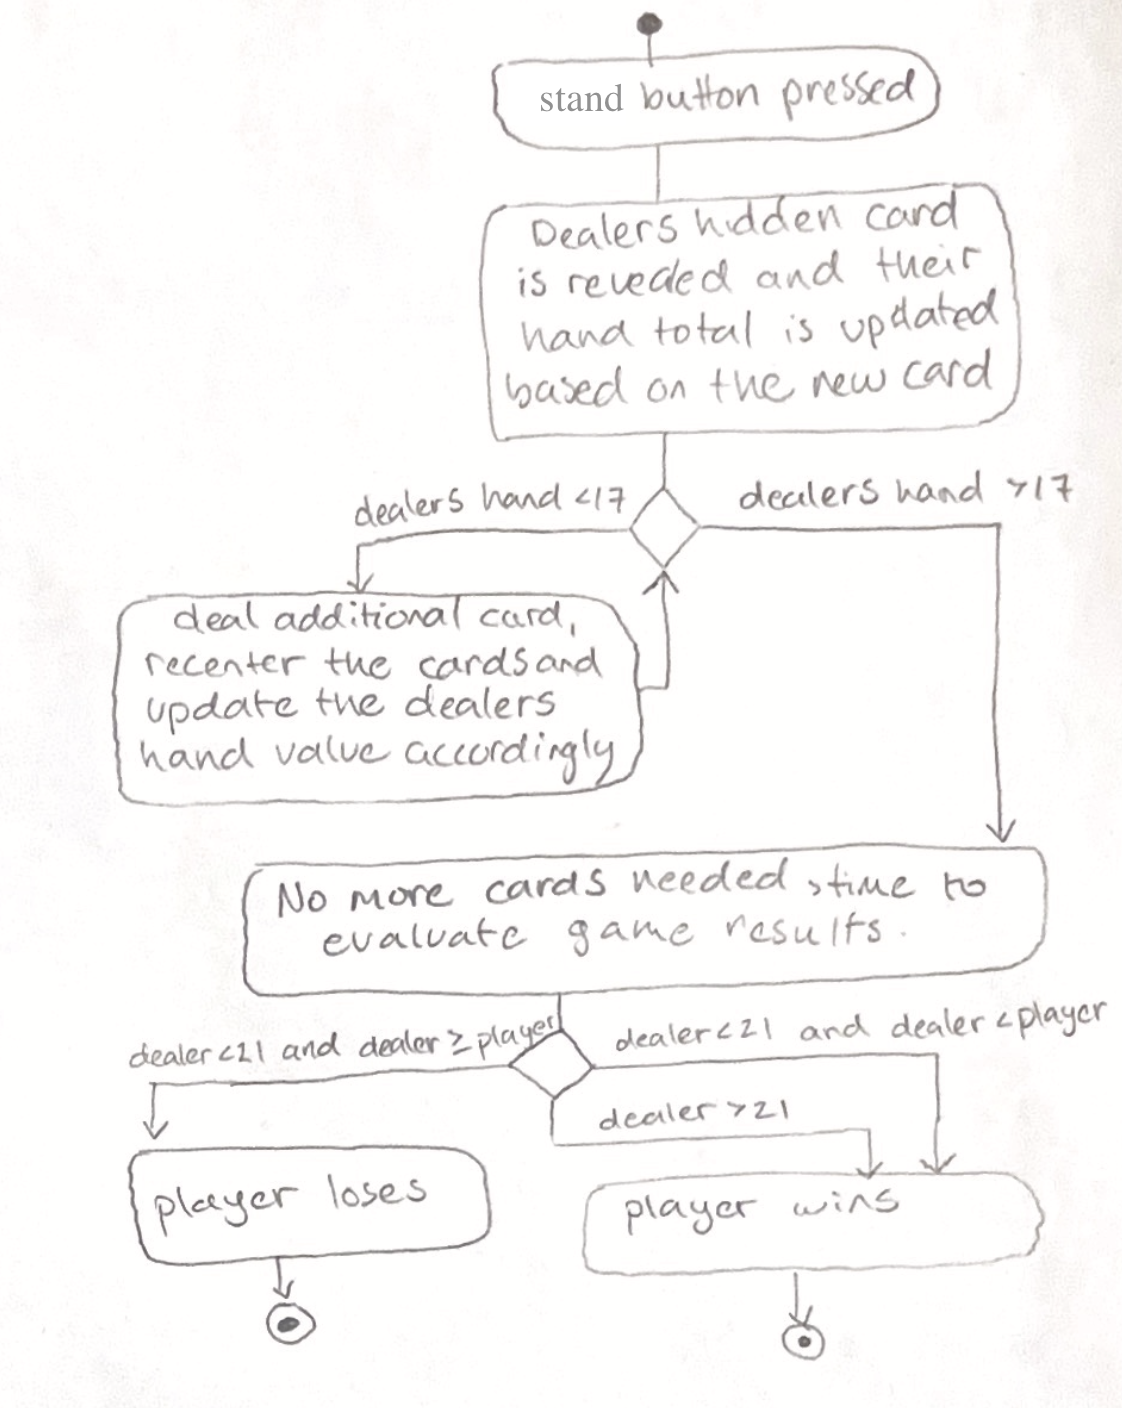 stand button pressed
Dealers hidden card
is revealed and their
hand total is updated
based on the new card
dealers hand <17
dealers hand >17
deal additional card,
recenter the cards and
update the dealers
hand value accordingly
No more cards needed, time to
evaluate game results.
dealer<21 and dealer ≥ player
dealer<21 and dealer<player
dealer >21
player loses
player wins